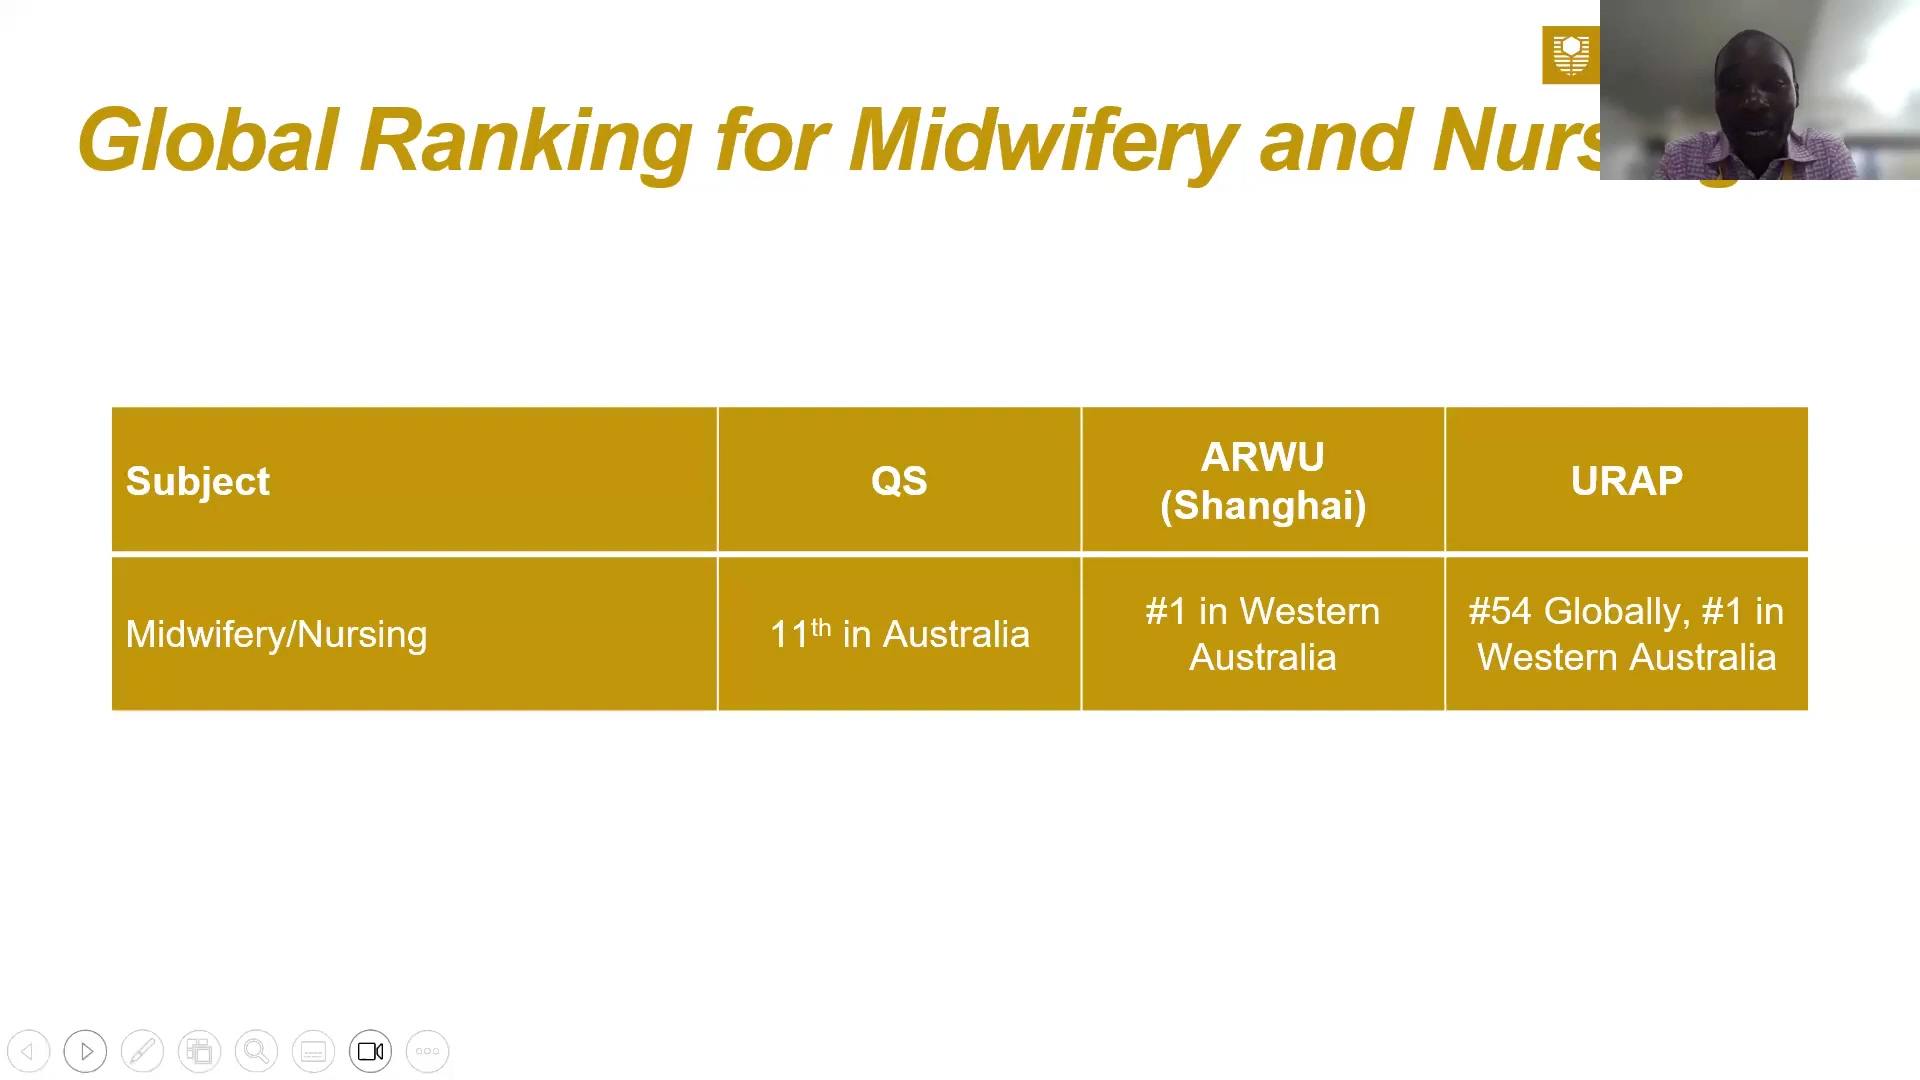 Global Ranking for Midwifery and
Subject
QS
ARWU
(Shanghai)
URAP
Midwifery/Nursing
11th in Australia
#1 in Western
Australia
#54 Globally, #1 in
Western Australia